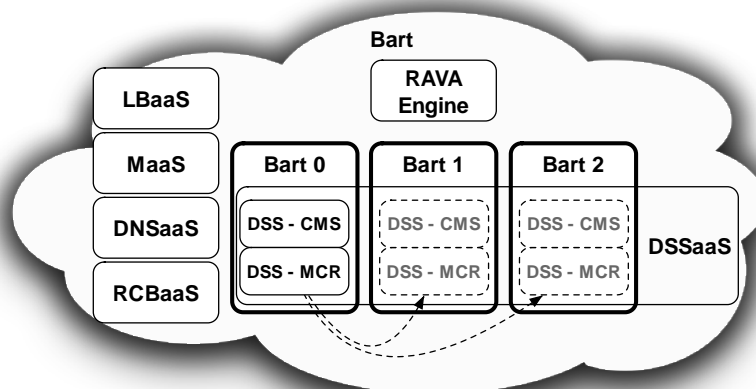 Bart
RAVA
Engine
LBaaS
MaaS
DNSaaS
RCBaaS
Bart 0
Bart 1
Bart 2
DSS - CMS
DSS - CMS
DSS - CMS
DSS - MCR
DSS - MCR
DSS - MCR
DSSaaS